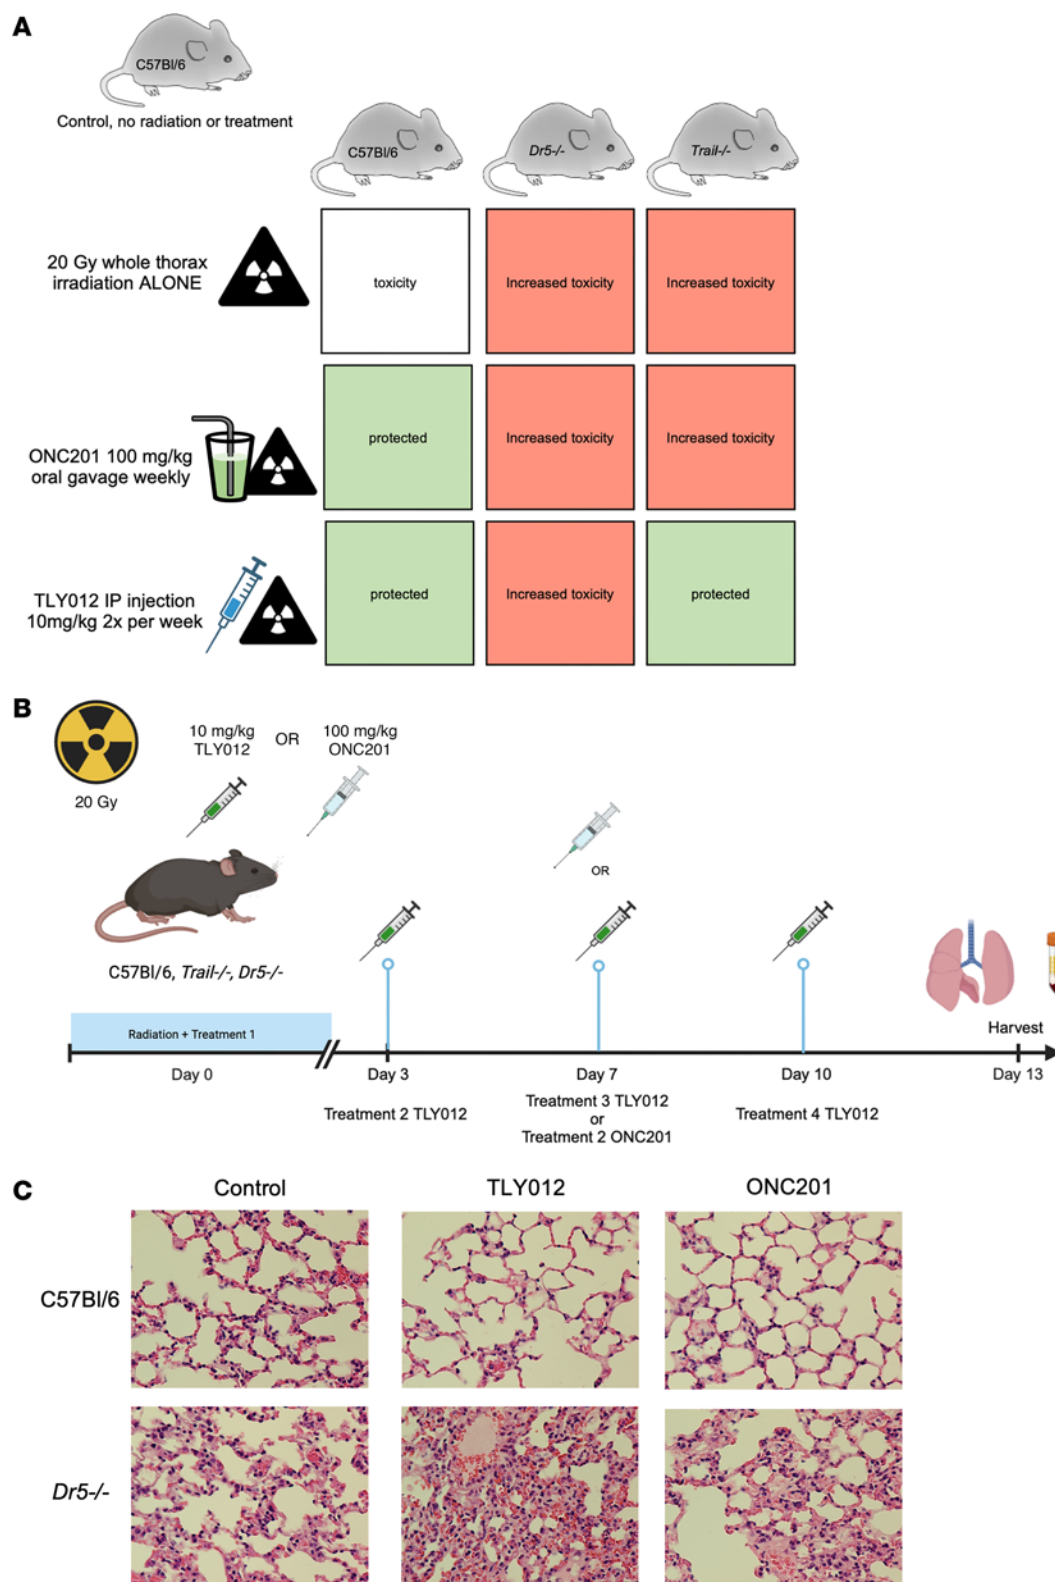 A
C57Bl/6
Control, no radiation or treatment
C57Bl/6
Dr5-/-
Trail-/-
20 Gy whole thorax
irradiation ALONE
toxicity
Increased toxicity
Increased toxicity
ONC201 100 mg/kg
oral gavage weekly
protected
Increased toxicity
Increased toxicity
TLY012 IP injection
10mg/kg 2x per week
protected
Increased toxicity
protected
B
20 Gy
10 mg/kg
TLY012
OR
100 mg/kg
ONC201
OR
C57Bl/6, Trail-/-, Dr5-/-
Radiation + Treatment 1
Harvest
Day 0
Day 3
Day 7
Day 10
Day 13
Treatment 2 TLY012
Treatment 3 TLY012
or
Treatment 2 ONC201
Treatment 4 TLY012
C
Control
TLY012
ONC201
C57Bl/6
Dr5-/-